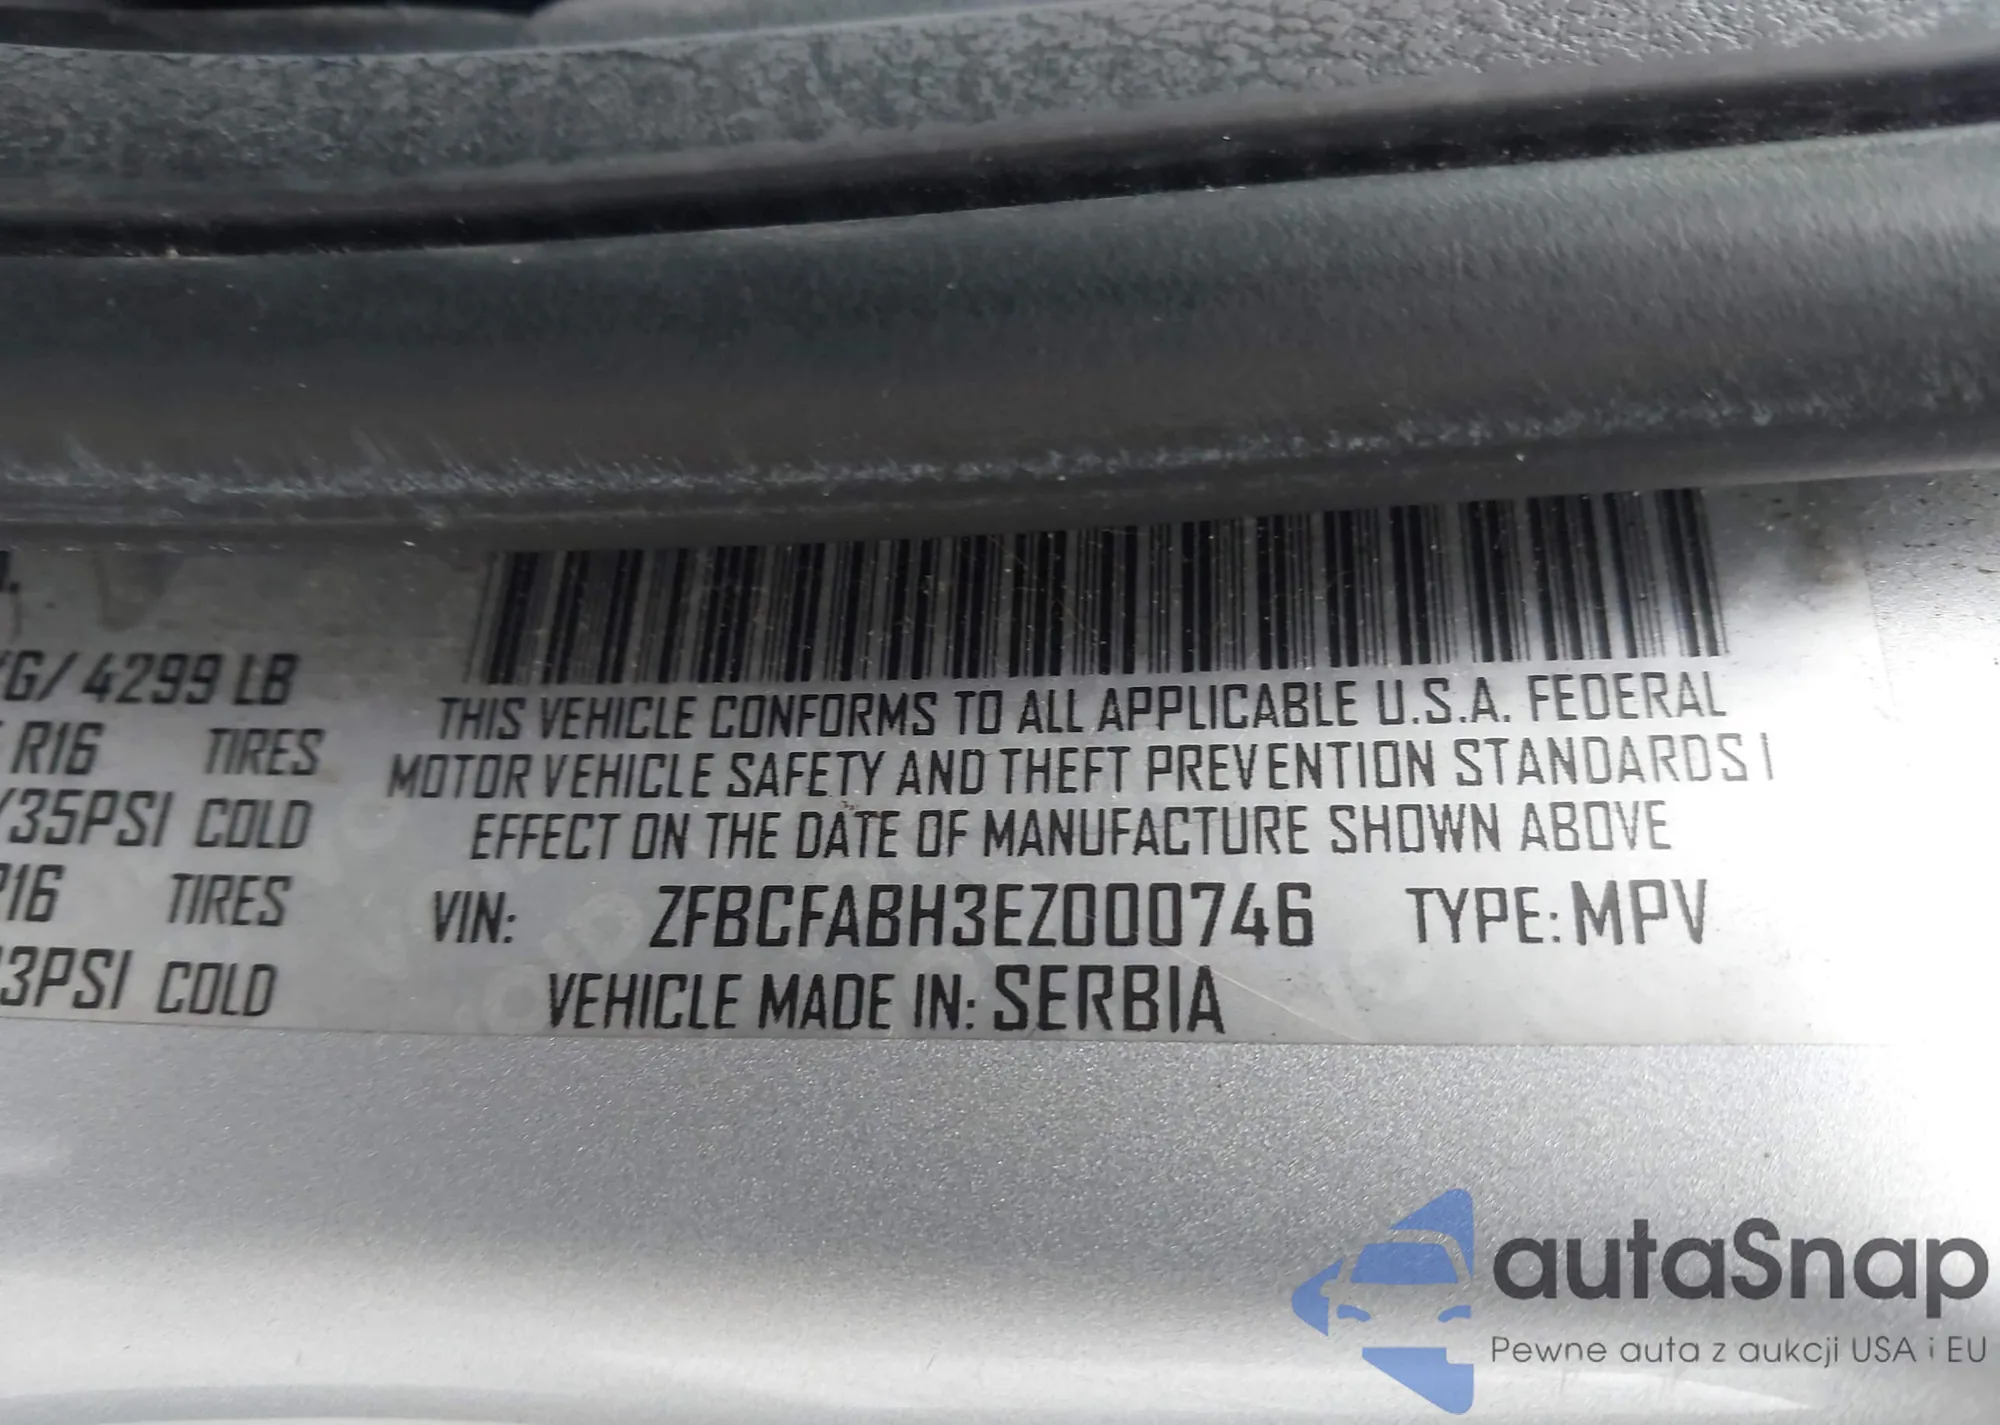 KG/ 4299 LB
R16 TIRES
/35PSI COLD
R16 TIRES
3PSI COLD
THIS VEHICLE CONFORMS TO ALL APPLICABLE U.S.A. FEDERAL
MOTOR VEHICLE SAFETY AND THEFT PREVENTION STANDARDS I
EFFECT ON THE DATE OF MANUFACTURE SHOWN ABOVE
VIN: ZFBCFABH3EZ000746 TYPE: MPV
VEHICLE MADE IN: SERBIA
autaSnap
Pewne auta z aukcji USA i EU